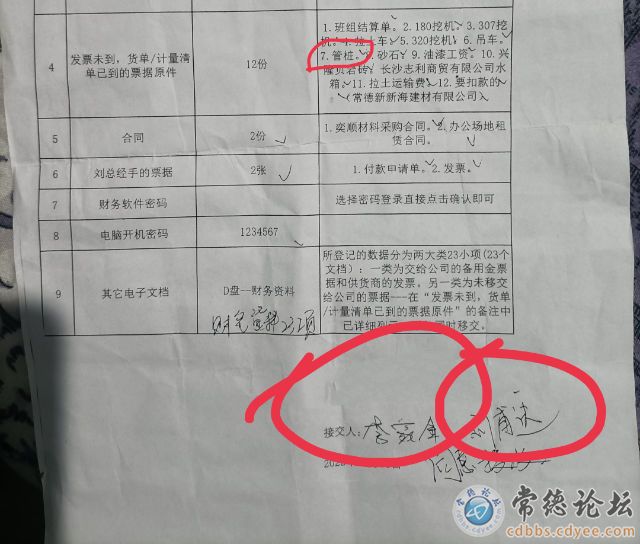 4
发票未到，货单/计量清单已到的票据原件
12份
1.班组结算单。2.180挖机。3.307挖
机。4.拉土车。5.320挖机。6.吊车。
7.管桩。8.砂石。9.油漆工资。10.兴
隆页岩砖，长沙志利商贸有限公司水
箱。11.拉土运输费。12.要扣款的
（常德新新海建材有限公司）
5
合同
2份
1.奕顺材料采购合同。2.办公场地租
赁合同。
6
刘总经手的票据
2张
1.付款申请单。2.发票。
7
财务软件密码
选择密码登录直接点击确认即可
8
电脑开机密码
1234567
9
其它电子文档
D盘--财务资料
所登记的数据分为两大类23小项(23个
文档）：一类为交给公司的备用金票
据和供货商的发票。另一类为未移交
给公司的票据---在“发票未到，货单
/计量清单已到的票据原件”的备注中
已详细列
时移交。
接交人：
常德论坛
cdbbs.cdyee.com